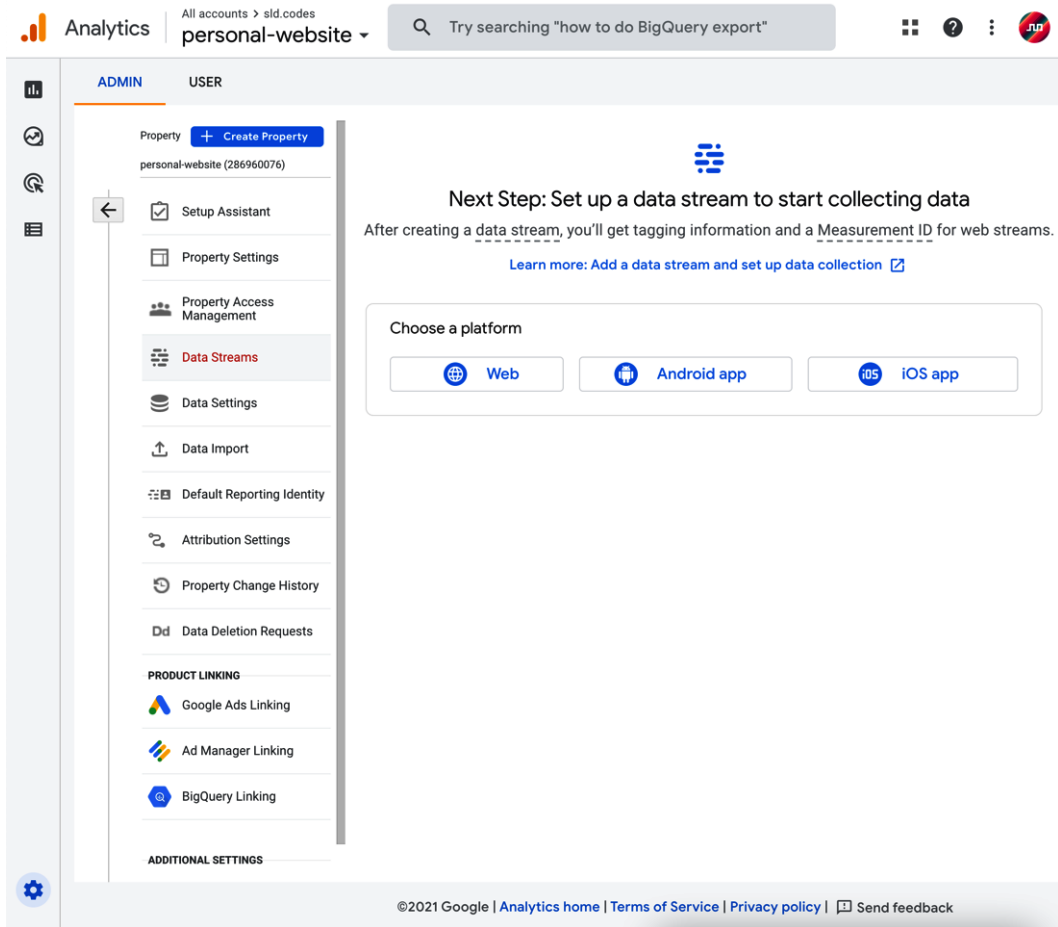 Analytics
All accounts > sld.codes
personal-website
Try searching "how to do BigQuery export"
ADMIN
USER
Property
Create Property
personal-website (286960076)
Setup Assistant
Property Settings
Property Access
Management
Data Streams
Data Settings
Data Import
Default Reporting Identity
Attribution Settings
Property Change History
Dd Data Deletion Requests
PRODUCT LINKING
Google Ads Linking
Ad Manager Linking
BigQuery Linking
ADDITIONAL SETTINGS
Next Step: Set up a data stream to start collecting data
After creating a data stream, you'll get tagging information and a Measurement ID for web streams.
Learn more: Add a data stream and set up data collection
Choose a platform
Web
Android app
iOS iOS app
©2021 Google | Analytics home | Terms of Service | Privacy policy | Send feedback